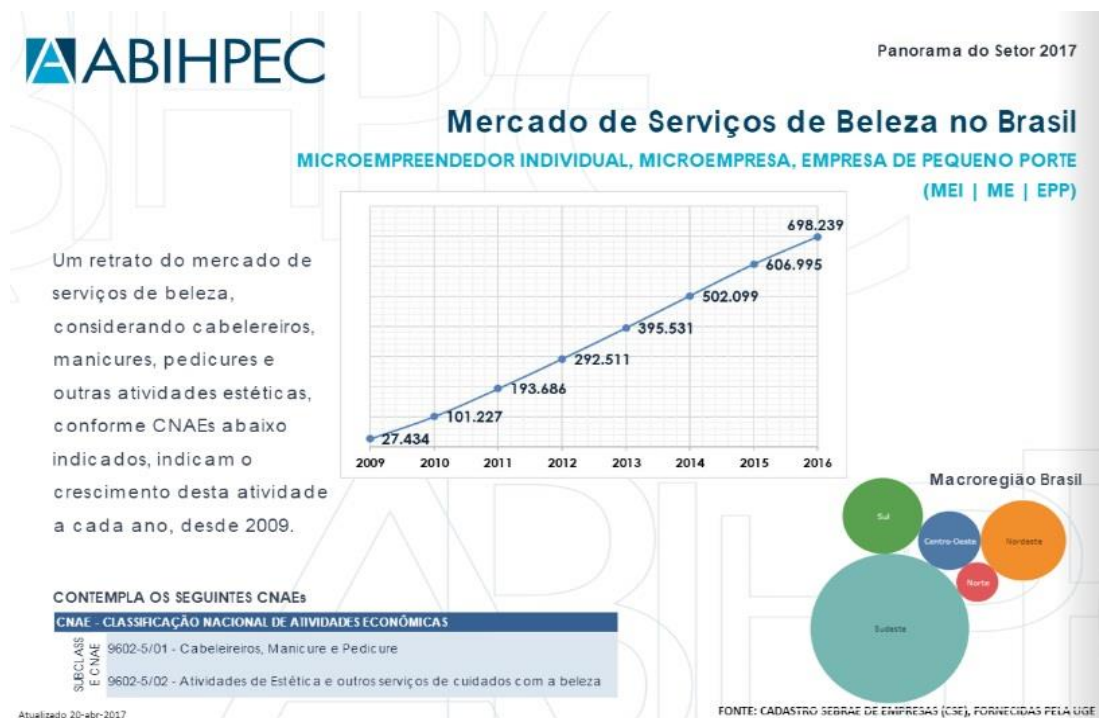 ABIHPEC
Panorama do Setor 2017
Mercado de Serviços de Beleza no Brasil
MICROEMPREENDEDOR INDIVIDUAL, MICROEMPRESA, EMPRESA DE PEQUENO PORTE
(MEI | ME | EPP)
Um retrato do mercado de
serviços de beleza,
considerando cabelereiros,
manicures, pedicures e
outras atividades estéticas,
conforme CNAEs abaixo
indicados, indicam o
crescimento desta atividade
a cada ano, desde 2009.
698.239
606.995
502.099
395.531
292.511
193.686
101.227
27.434
2009 2010 2011 2012 2013 2014 2015 2016
Macroregião Brasil
Sul
Centro-Oeste
Nordeste
Norte
Sudeste
CONTEMPLA OS SEGUINTES CNAEs
CNAE - CLASSIFICAÇÃO NACIONAL DE ATIVIDADES ECONÔMICAS
SUBCLASS
E CNAE
9602-5/01 - Cabeleireiros, Manicure e Pedicure
9602-5/02 - Atividades de Estética e outros serviços de cuidados com a beleza
Atualizado 20-abr-2017
FONTE: CADASTRO SEBRAE DE EMPRESAS (CSE), FORNECIDAS PELA UGE